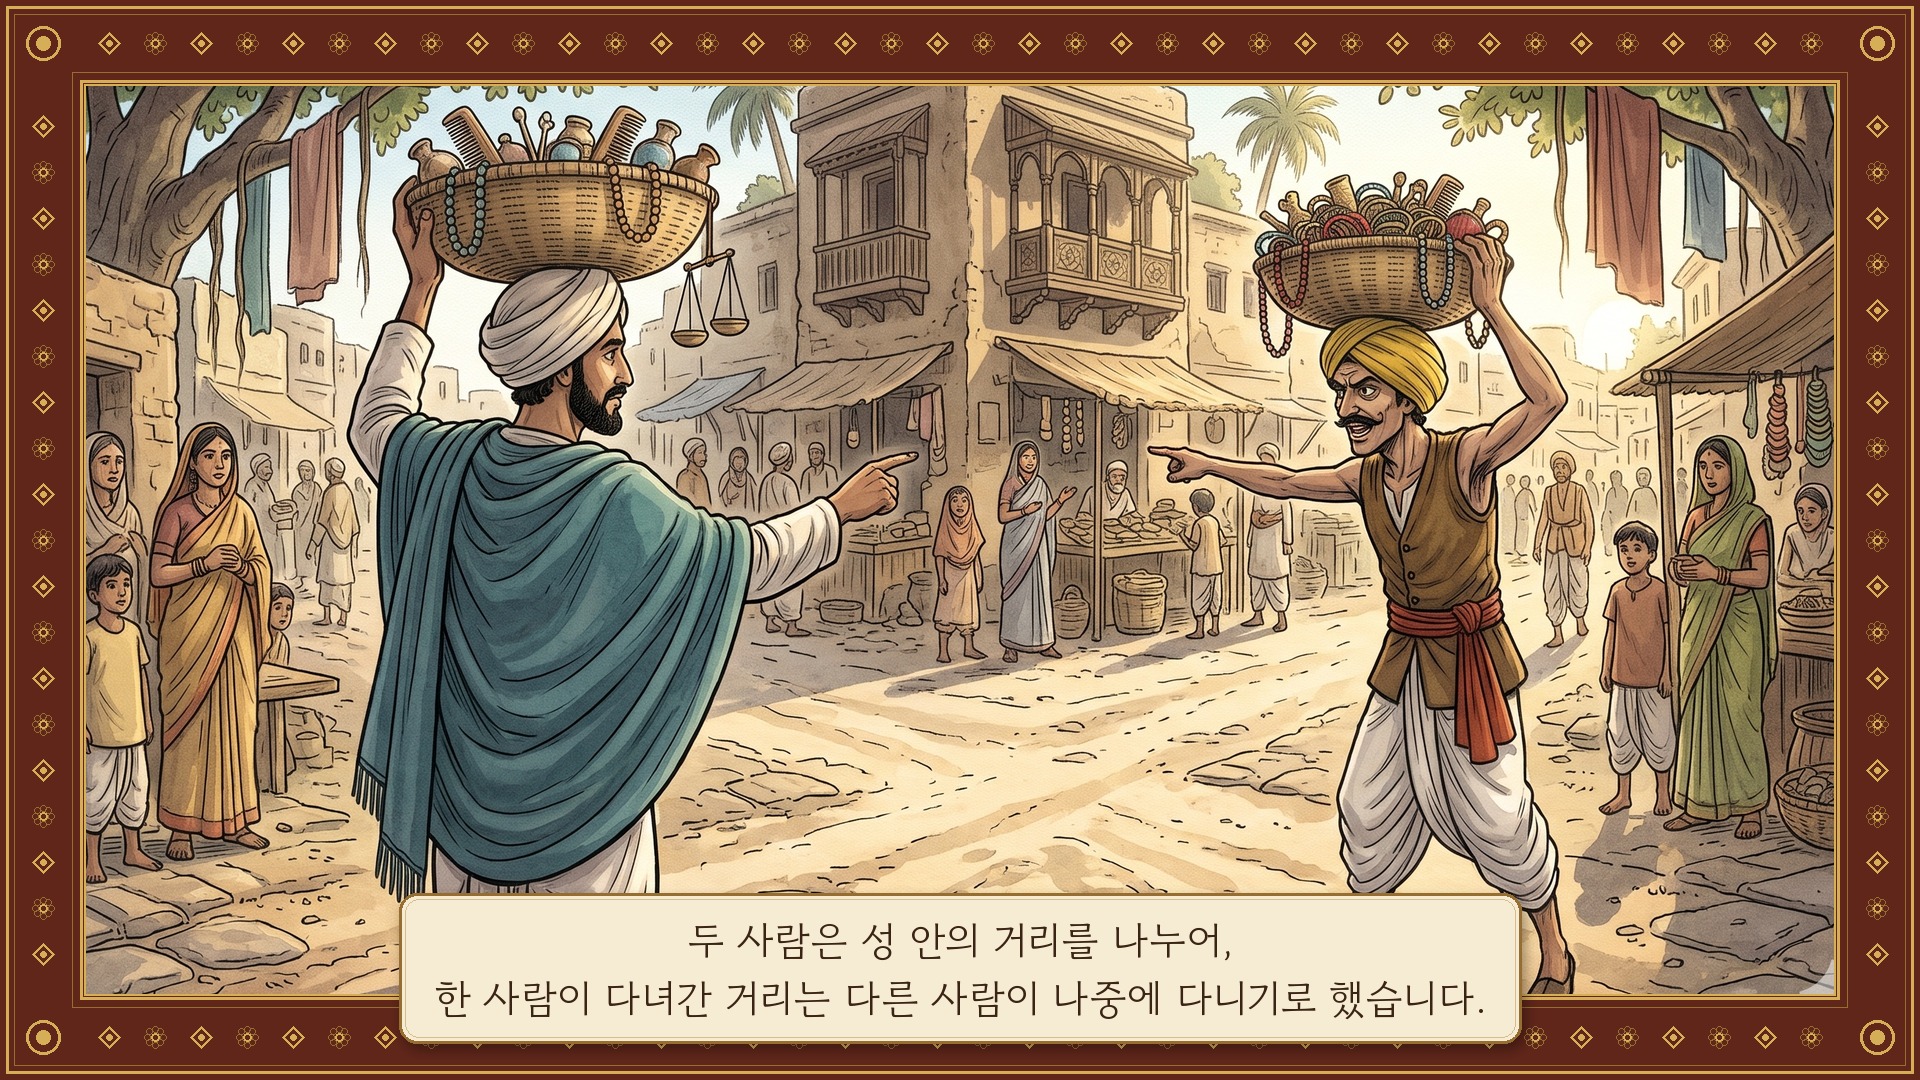 두 사람은 성 안의 거리를 나누어,
한 사람이 다녀간 거리는 다른 사람이 나중에 다니기로 했습니다.